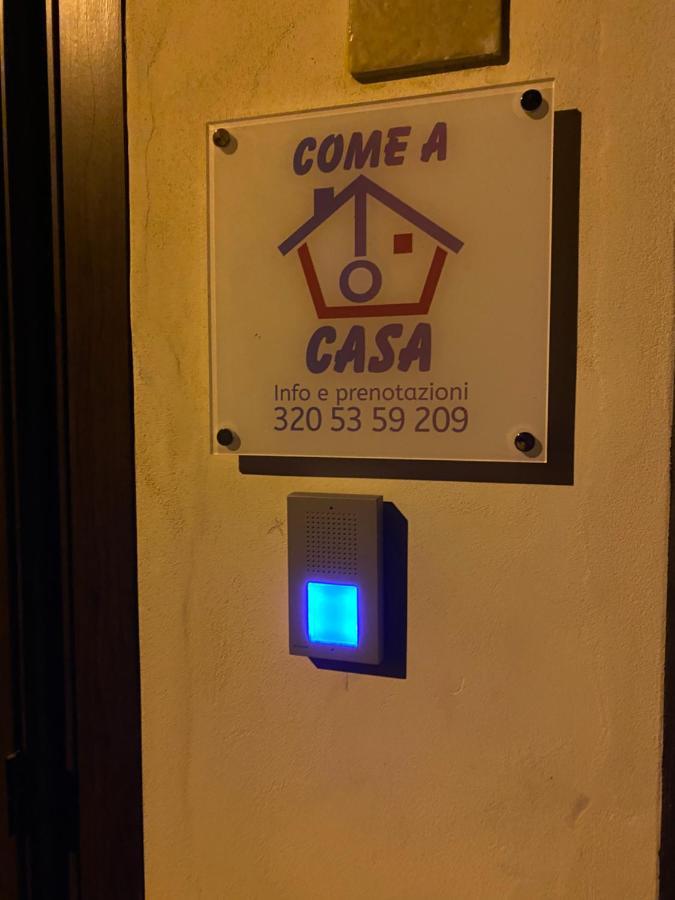 COME A
CASA
Info e prenotazioni
320 53 59 209